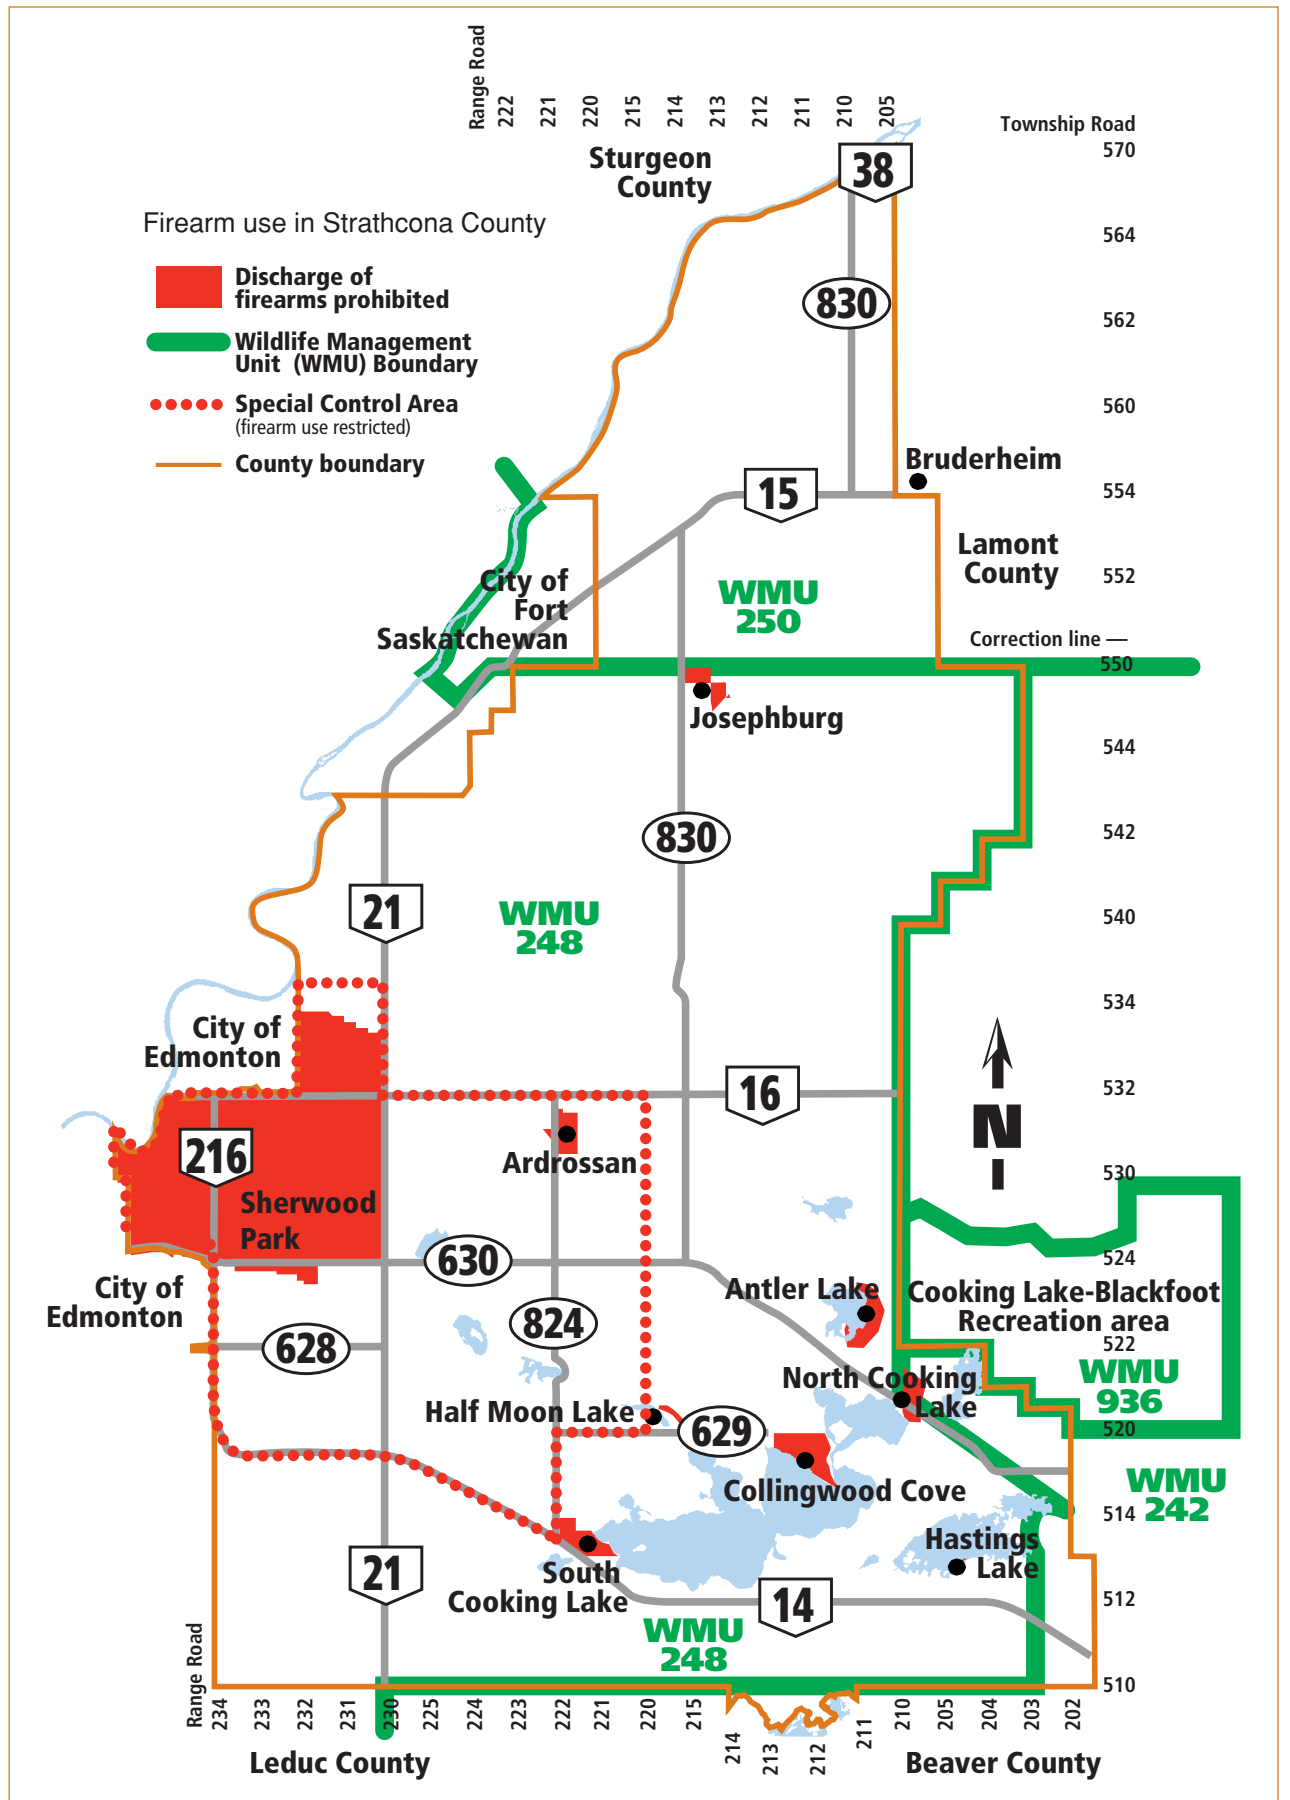 Range Road
222
221
220
215
214
213
212
211
210
205
Township Road
570
Sturgeon
County
38
Firearm use in Strathcona County
564
Discharge of
firearms prohibited
830
562
Wildlife Management
Unit (WMU) Boundary
Special Control Area
(firearm use restricted)
560
County boundary
Bruderheim
15
554
Lamont
County
City of
Fort
Saskatchewan
552
WMU
250
Correction line —
550
Josephburg
544
830
542
21
WMU
248
540
534
City of
Edmonton
16
532
N
216
Ardrossan
530
Sherwood
Park
630
524
City of
Edmonton
Antler Lake
Cooking Lake-Blackfoot
Recreation area
824
628
522
WMU
936
North Cooking
Lake
Half Moon Lake
629
520
Collingwood Cove
WMU
242
514
Hastings
Lake
21
South
Cooking Lake
14
512
WMU
248
Range Road
510
234
233
232
231
230
225
224
223
222
221
220
215
214
213
212
211
210
205
204
203
202
Leduc County
Beaver County